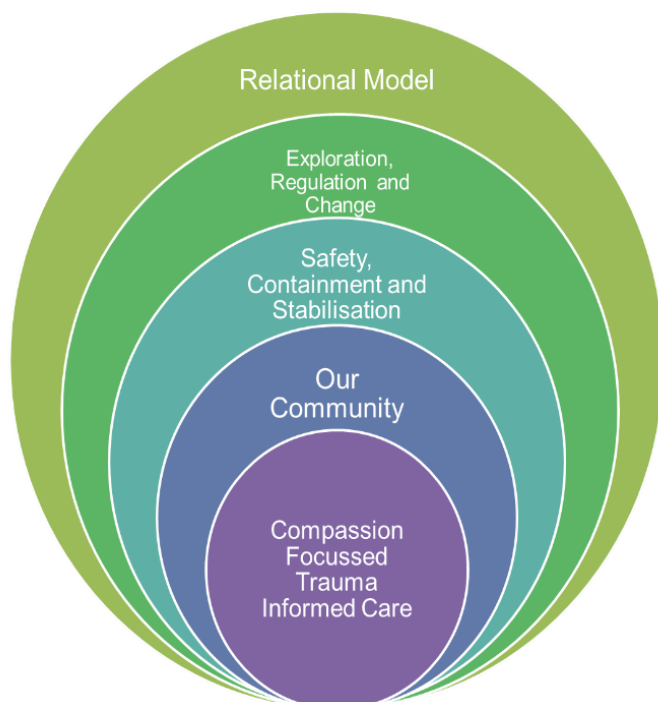 Relational Model
Exploration,
Regulation and
Change
Safety,
Containment and
Stabilisation
Our
Community
Compassion
Focussed
Trauma
Informed Care